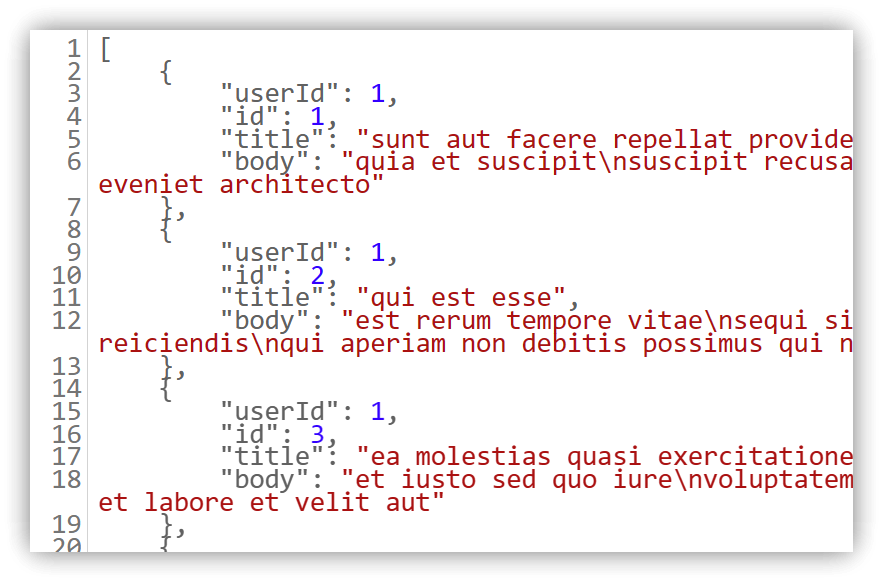 1 [
2 {
3 "userId": 1,
4 "id": 1,
5 "title": "sunt aut facere repellat provide
6 "body": "quia et suscipit\nsuscipit recusa
eveniet architecto"
7 },
8 {
9 "userId": 1,
10 "id": 2,
11 "title": "qui est esse",
12 "body": "est rerum tempore vitae\nsequi si
reiciendis\nqui aperiam non debitis possimus qui n
13 },
14 {
15 "userId": 1,
16 "id": 3,
17 "title": "ea molestias quasi exercitatione
18 "body": "et iusto sed quo iure\nvoluptatem
et labore et velit aut"
19 },
20 {